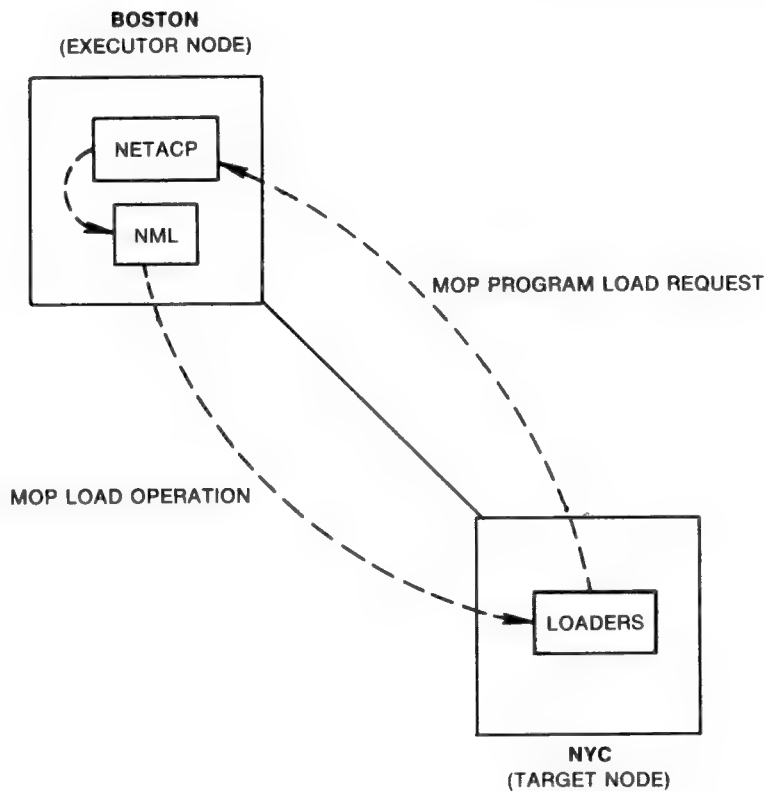 BOSTON
(EXECUTOR NODE)
NETACP
NML
MOP PROGRAM LOAD REQUEST
MOP LOAD OPERATION
LOADERS
NYC
(TARGET NODE)